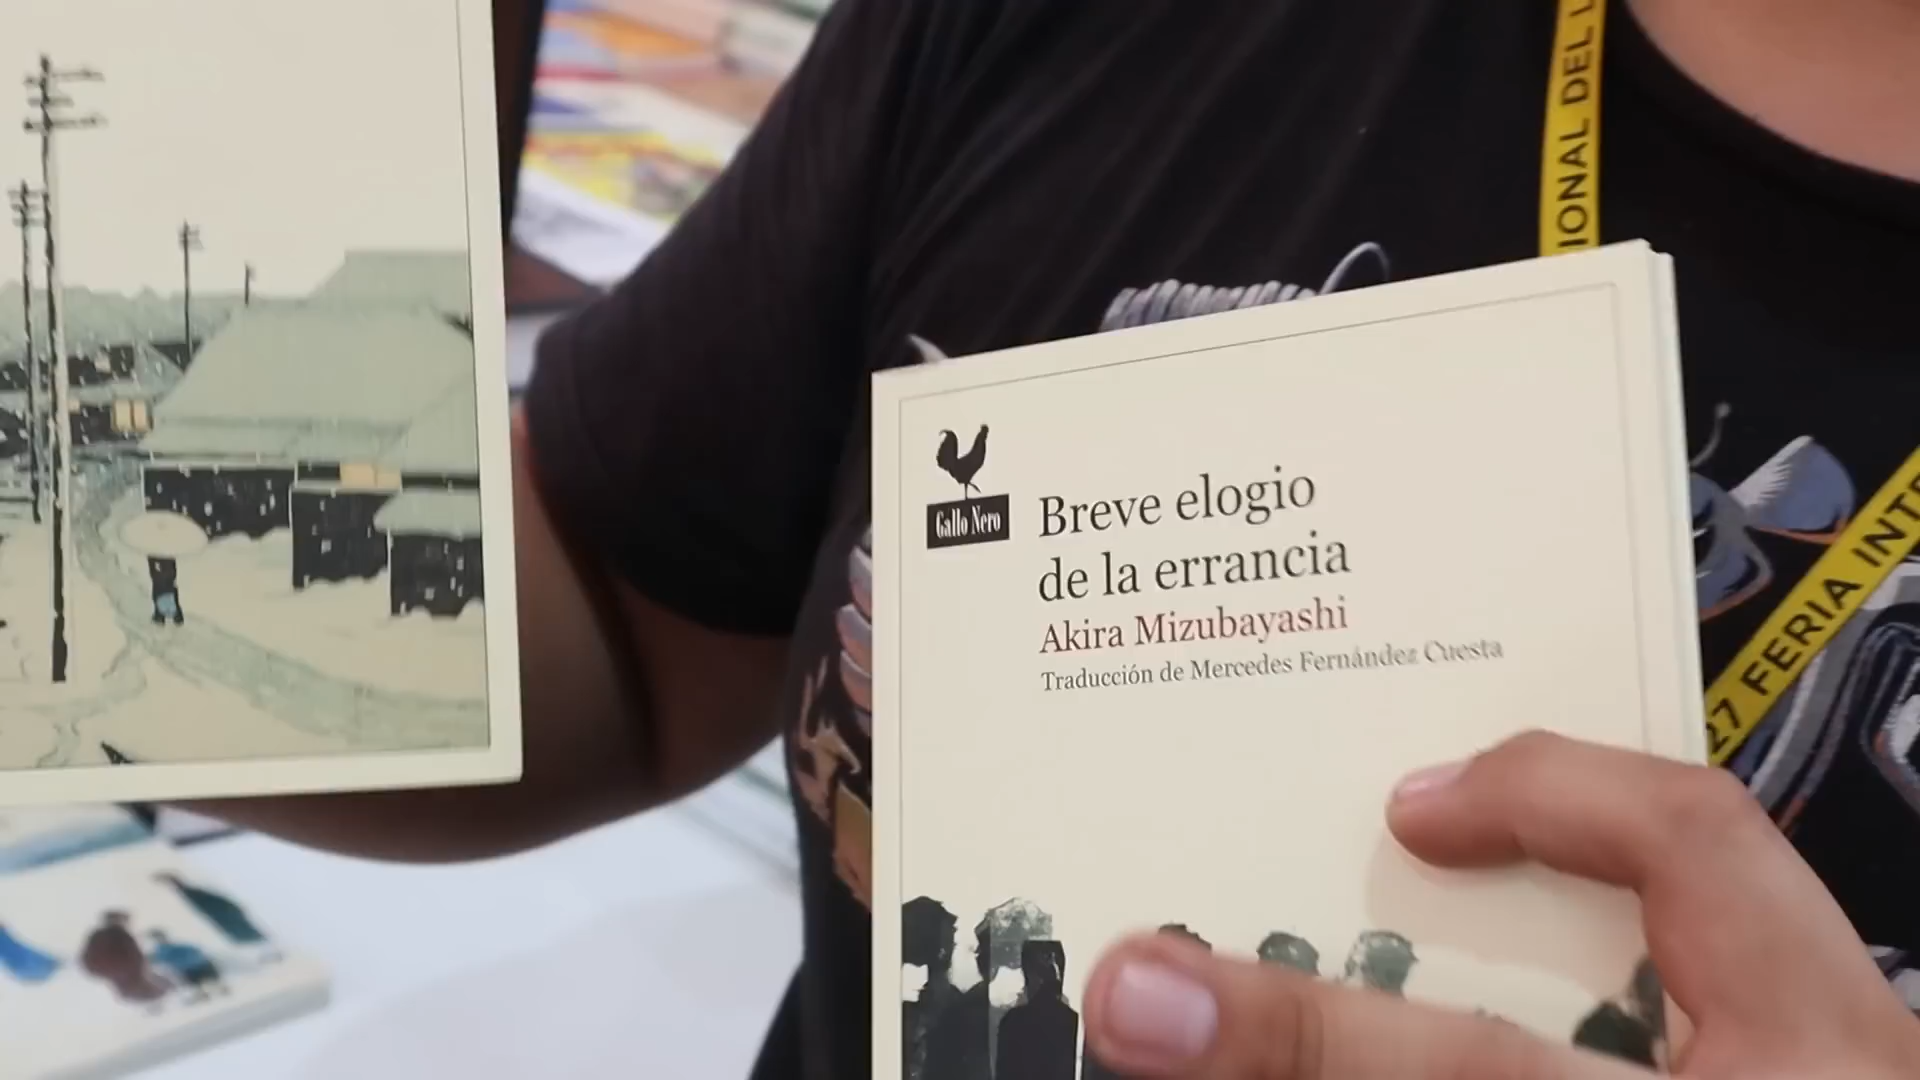 Gallo Nero
Breve elogio
de la errancia
Akira Mizubayashi
Traducción de Mercedes Fernández Cuesta
IONAL DEL L
27 FERIA INTE